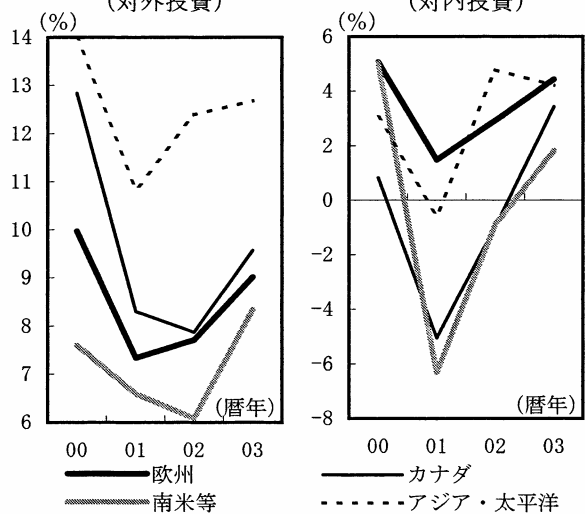 (対外投資)
(対内投資)
(%)
(%)
14
13
12
11
10
9
8
7
6
(暦年)
00 01 02 03
6
4
2
0
-2
-4
-6
-8
(暦年)
00 01 02 03
欧州
カナダ
南米等
アジア・太平洋